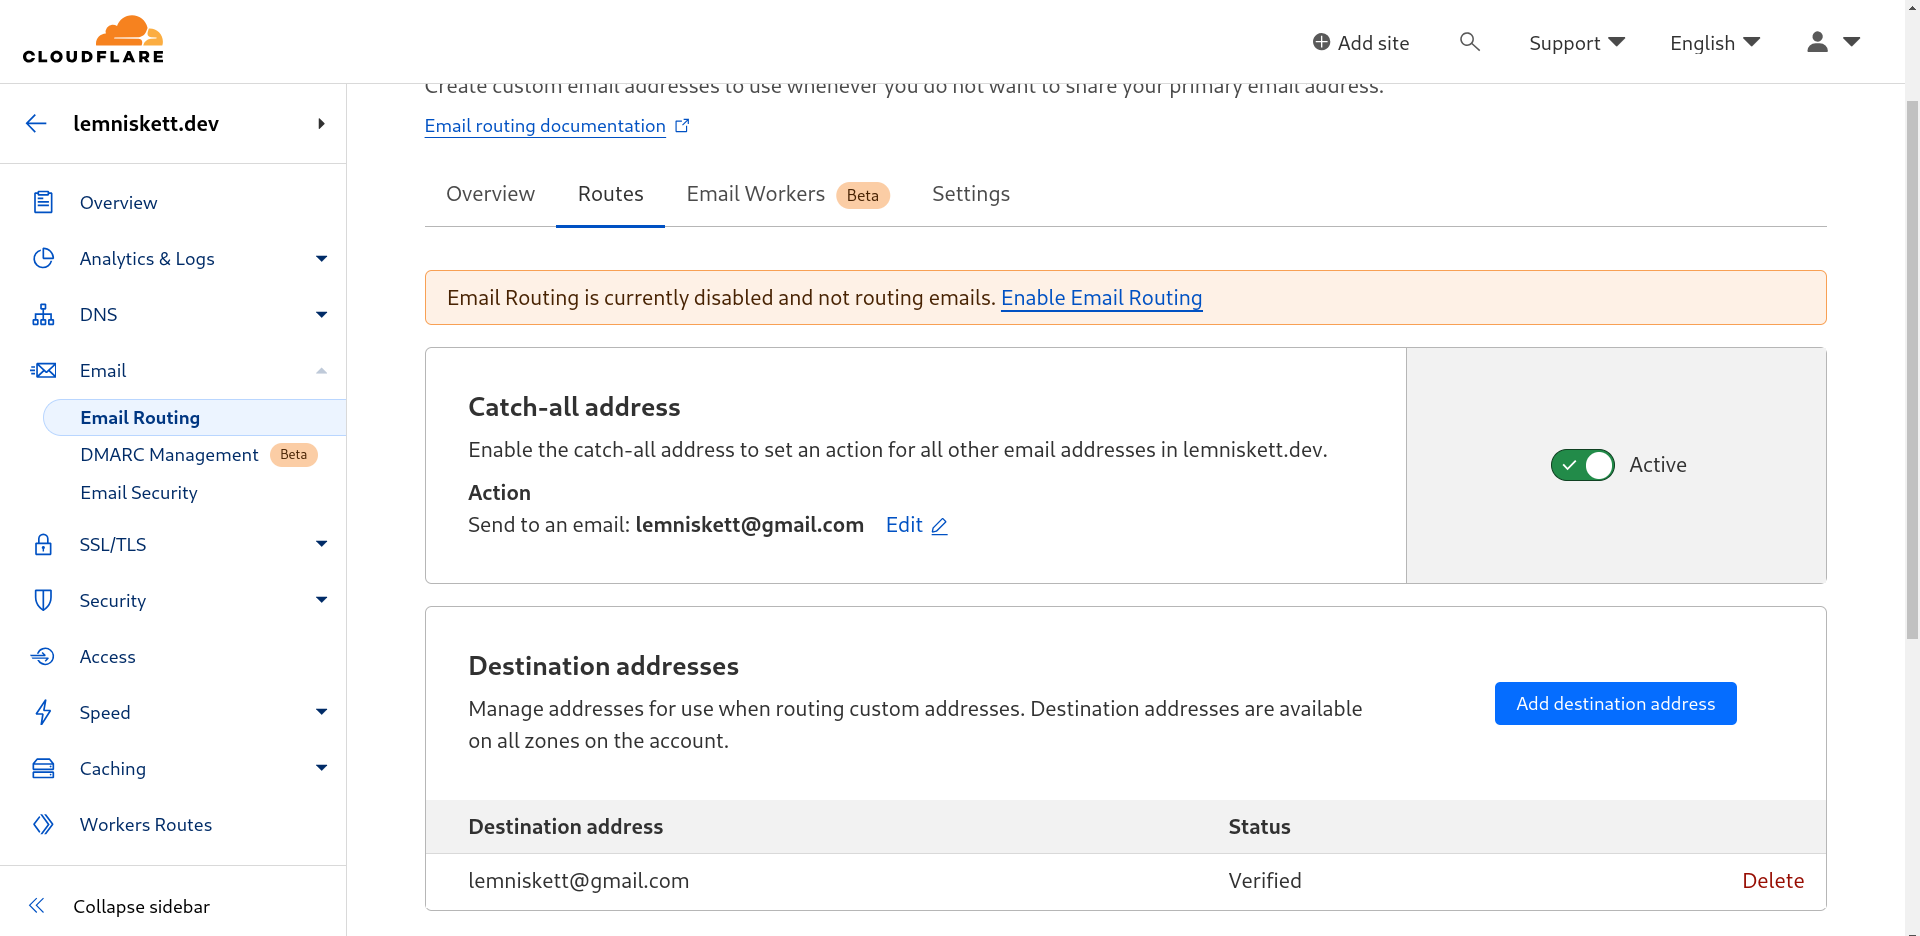 CLOUDFLARE
Add site
Support
English
lemniskett.dev
Overview
Analytics & Logs
DNS
Email
Email Routing
DMARC Management Beta
Email Security
SSL/TLS
Security
Access
Speed
Caching
Workers Routes
Collapse sidebar
Create custom email addresses to use whenever you do not want to share your primary email address.
Email routing documentation
Overview Routes Email Workers Beta Settings
Email Routing is currently disabled and not routing emails. Enable Email Routing
Catch-all address
Enable the catch-all address to set an action for all other email addresses in lemniskett.dev.
Action
Send to an email: lemniskett@gmail.com Edit
Active
Destination addresses
Manage addresses for use when routing custom addresses. Destination addresses are available
on all zones on the account.
Add destination address
Destination address Status
lemniskett@gmail.com Verified Delete